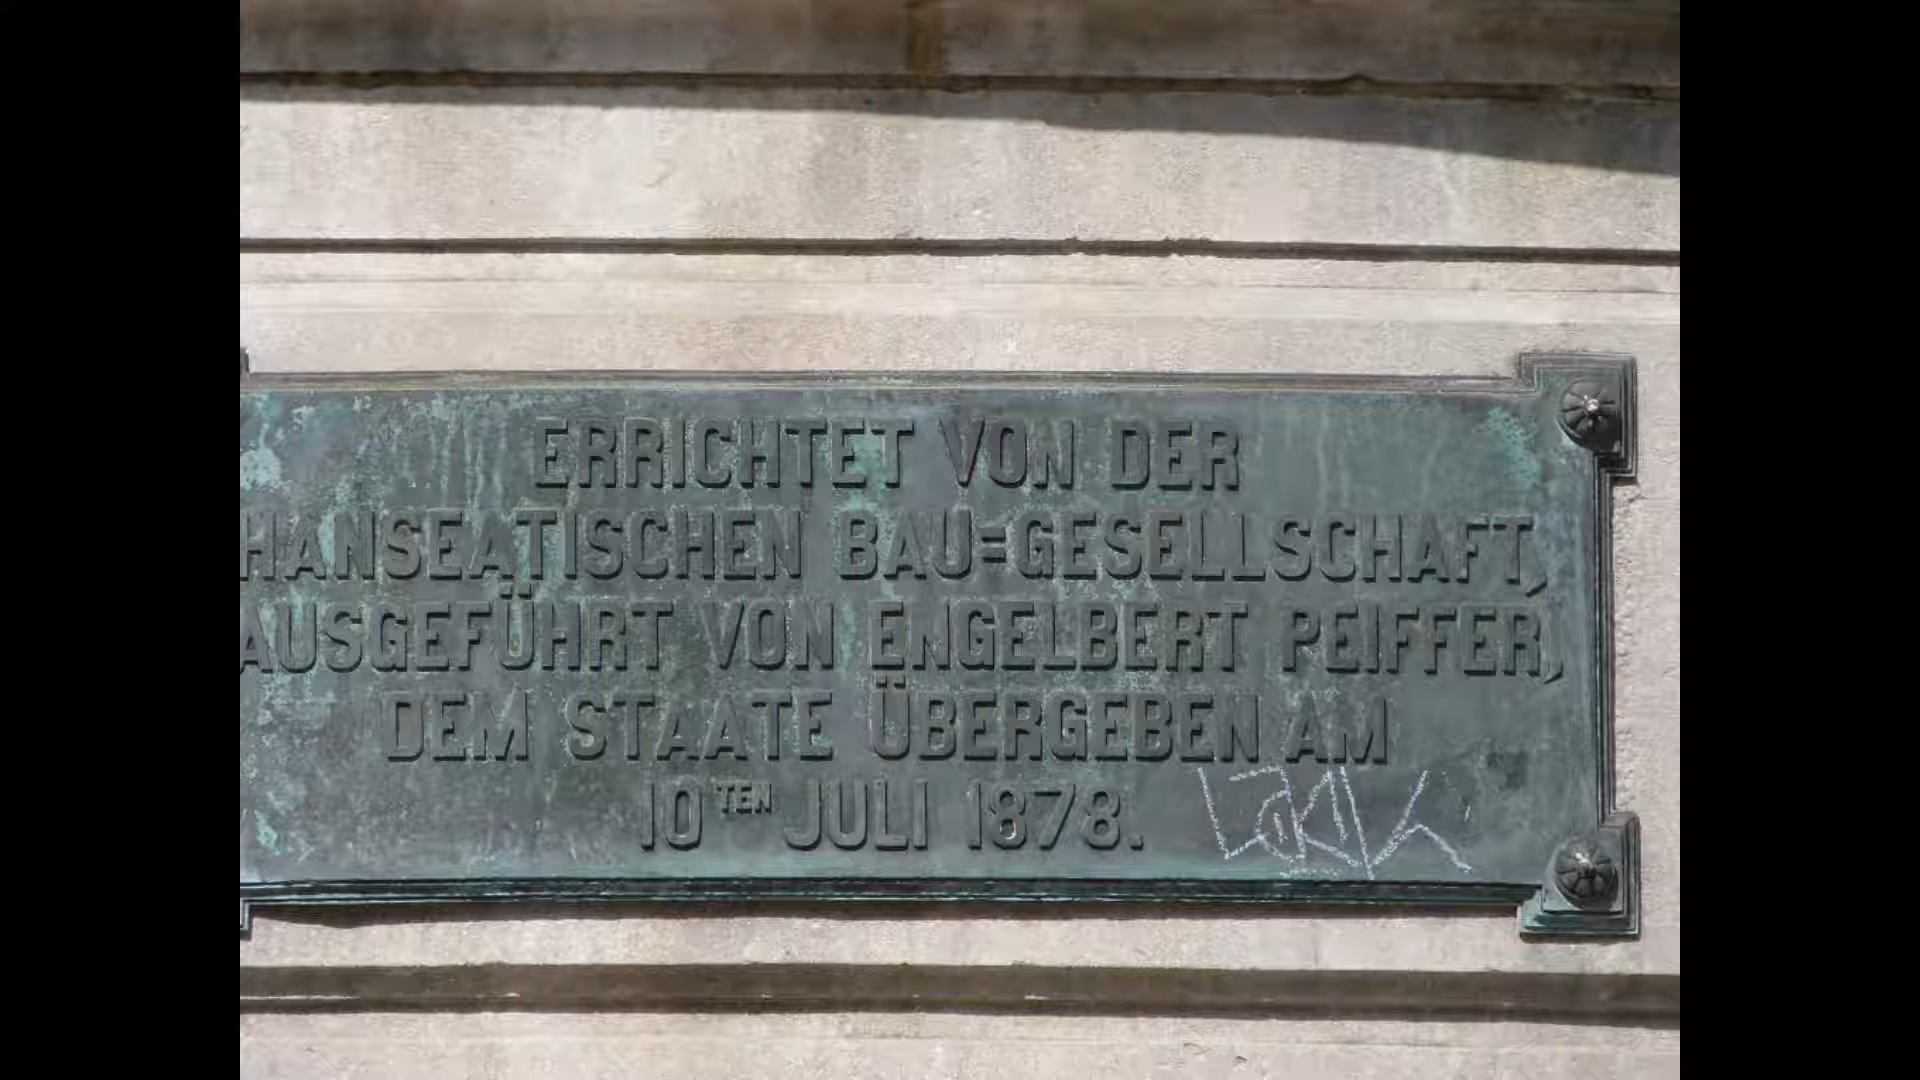 ERRICHTET VON DER
HANSEATISCHEN BAU=GESELLSCHAFT,
AUSGEFÜHRT VON ENGELBERT PEIFFER,
DEM STAATE ÜBERGEBEN AM
10TEN JULI 1878.